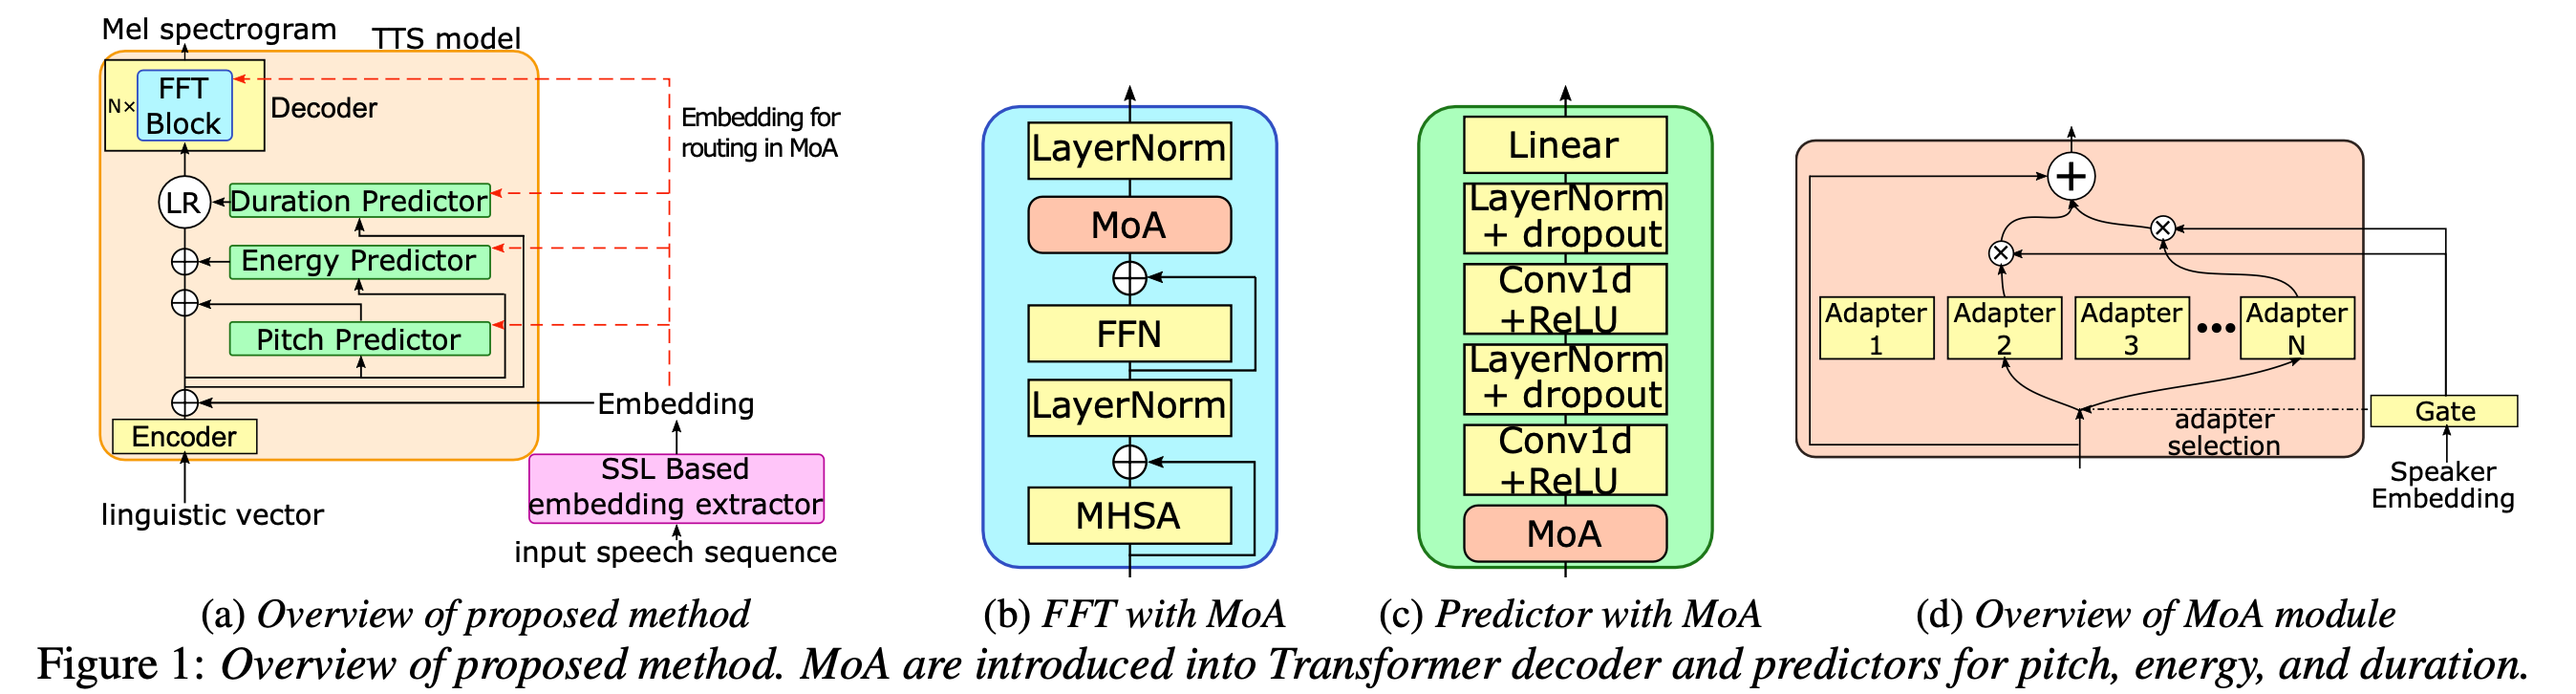 Mel spectrogram
TTS model
N×
FFT
Block
Decoder
Embedding for
routing in MoA
LR
Duration Predictor
Energy Predictor
Pitch Predictor
Embedding
Encoder
SSL Based
embedding extractor
linguistic vector
input speech sequence
(a) Overview of proposed method
LayerNorm
MoA
FFN
LayerNorm
MHSA
(b) FFT with MoA
Linear
LayerNorm
+ dropout
Conv1d
+ReLU
LayerNorm
+ dropout
Conv1d
+ReLU
MoA
(c) Predictor with MoA
+
×
×
Adapter
1
Adapter
2
Adapter
3
•••
Adapter
N
adapter
selection
Gate
Speaker
Embedding
(d) Overview of MoA module
Figure 1: Overview of proposed method. MoA are introduced into Transformer decoder and predictors for pitch, energy, and duration.